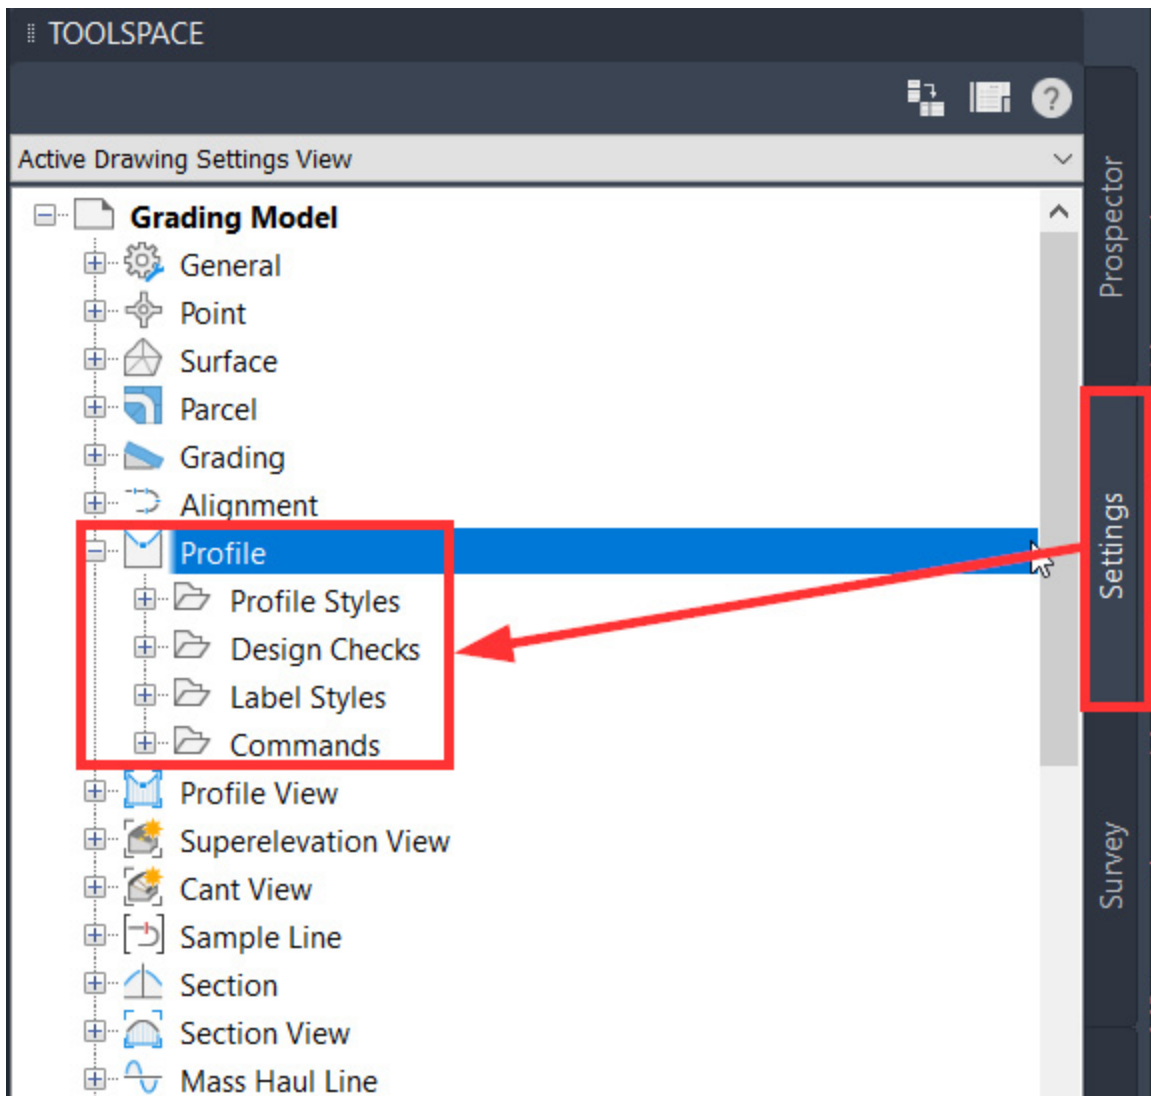 TOOLSPACE
?
Active Drawing Settings View
Grading Model
General
Point
Surface
Parcel
Grading
Alignment
Profile
Profile Styles
Design Checks
Label Styles
Commands
Profile View
Superelevation View
Cant View
Sample Line
Section
Section View
Mass Haul Line
Prospector
Settings
Survey